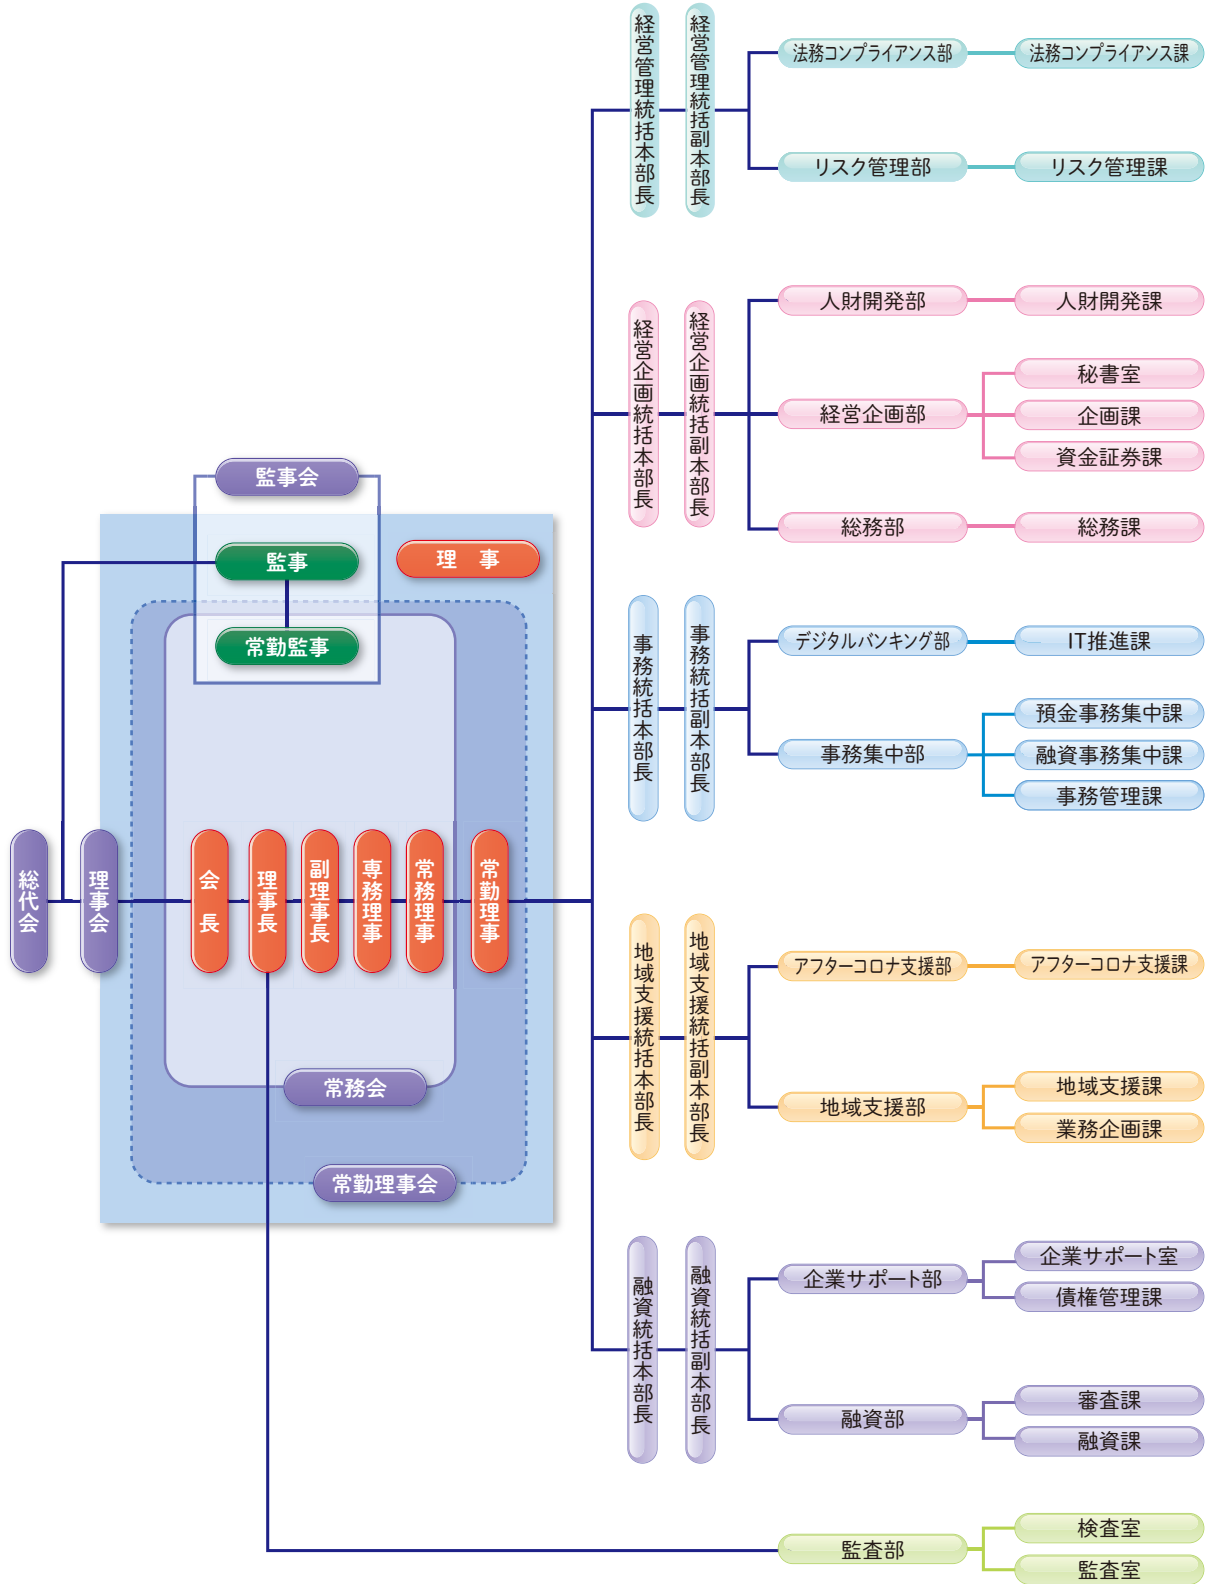 総代会
理事会
監事会
監事
理　事
常勤監事
会　長
理事長
副理事長
専務理事
常務理事
常勤理事
常務会
常勤理事会
経営管理統括本部長
経営管理統括副本部長
法務コンプライアンス部
法務コンプライアンス課
リスク管理部
リスク管理課
経営企画統括本部長
経営企画統括副本部長
人財開発部
人財開発課
経営企画部
秘書室
企画課
資金証券課
総務部
総務課
事務統括本部長
事務統括副本部長
デジタルバンキング部
IT推進課
事務集中部
預金事務集中課
融資事務集中課
事務管理課
地域支援統括本部長
地域支援統括副本部長
アフターコロナ支援部
アフターコロナ支援課
地域支援部
地域支援課
業務企画課
融資統括本部長
融資統括副本部長
企業サポート部
企業サポート室
債権管理課
融資部
審査課
融資課
監査部
検査室
監査室